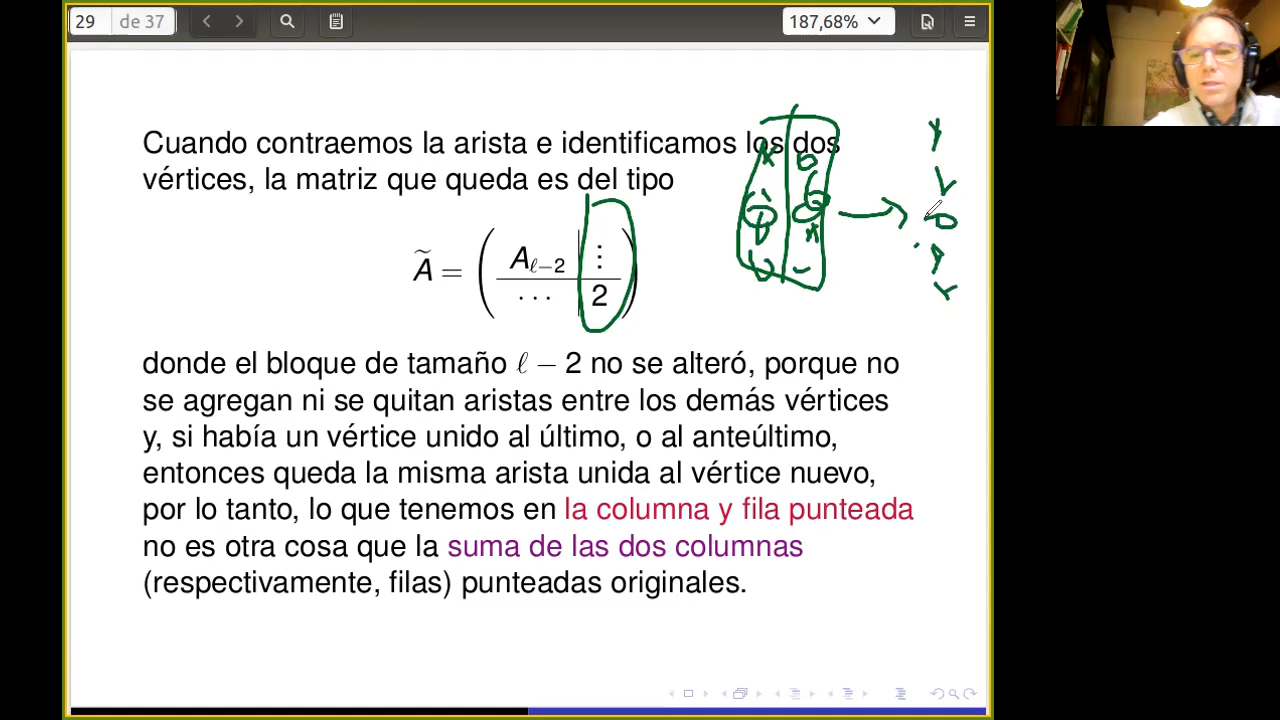 29 de 37 187,68%
Cuando contraemos la arista e identificamos los dos
vértices, la matriz que queda es del tipo
Ã = ( A_{ℓ−2} ⋮
⋯ 2 )
donde el bloque de tamaño ℓ − 2 no se alteró, porque no
se agregan ni se quitan aristas entre los demás vértices
y, si había un vértice unido al último, o al anteúltimo,
entonces queda la misma arista unida al vértice nuevo,
por lo tanto, lo que tenemos en la columna y fila punteada
no es otra cosa que la suma de las dos columnas
(respectivamente, filas) punteadas originales.